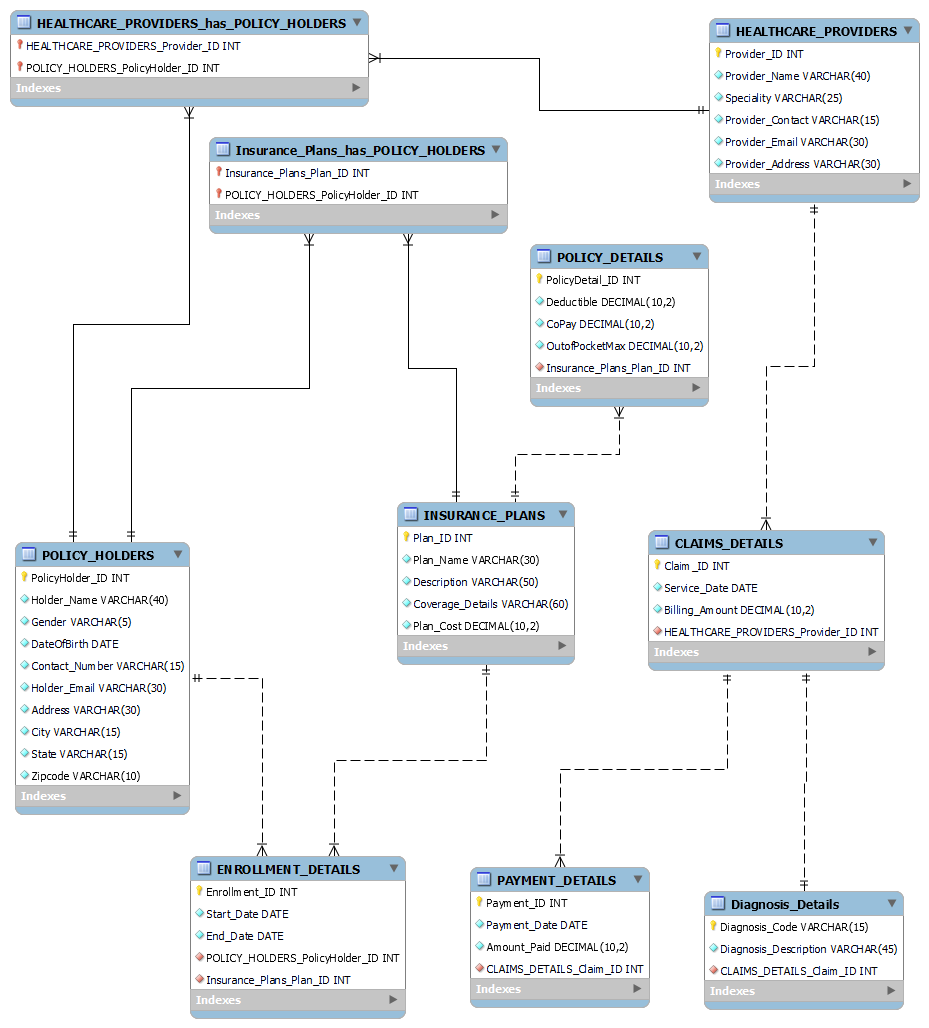 HEALTHCARE_PROVIDERS_has_POLICY_HOLDERS
HEALTHCARE_PROVIDERS_Provider_ID INT
POLICY_HOLDERS_PolicyHolder_ID INT
Indexes
HEALTHCARE_PROVIDERS
Provider_ID INT
Provider_Name VARCHAR(40)
Speciality VARCHAR(25)
Provider_Contact VARCHAR(15)
Provider_Email VARCHAR(30)
Provider_Address VARCHAR(30)
Indexes
Insurance_Plans_has_POLICY_HOLDERS
Insurance_Plans_Plan_ID INT
POLICY_HOLDERS_PolicyHolder_ID INT
Indexes
POLICY_DETAILS
PolicyDetail_ID INT
Deductible DECIMAL(10,2)
CoPay DECIMAL(10,2)
OutofPocketMax DECIMAL(10,2)
Insurance_Plans_Plan_ID INT
Indexes
POLICY_HOLDERS
PolicyHolder_ID INT
Holder_Name VARCHAR(40)
Gender VARCHAR(5)
DateOfBirth DATE
Contact_Number VARCHAR(15)
Holder_Email VARCHAR(30)
Address VARCHAR(30)
City VARCHAR(15)
State VARCHAR(15)
Zipcode VARCHAR(10)
Indexes
INSURANCE_PLANS
Plan_ID INT
Plan_Name VARCHAR(30)
Description VARCHAR(50)
Coverage_Details VARCHAR(60)
Plan_Cost DECIMAL(10,2)
Indexes
CLAIMS_DETAILS
Claim_ID INT
Service_Date DATE
Billing_Amount DECIMAL(10,2)
HEALTHCARE_PROVIDERS_Provider_ID INT
Indexes
ENROLLMENT_DETAILS
Enrollment_ID INT
Start_Date DATE
End_Date DATE
POLICY_HOLDERS_PolicyHolder_ID INT
Insurance_Plans_Plan_ID INT
Indexes
PAYMENT_DETAILS
Payment_ID INT
Payment_Date DATE
Amount_Paid DECIMAL(10,2)
CLAIMS_DETAILS_Claim_ID INT
Indexes
Diagnosis_Details
Diagnosis_Code VARCHAR(15)
Diagnosis_Description VARCHAR(45)
CLAIMS_DETAILS_Claim_ID INT
Indexes